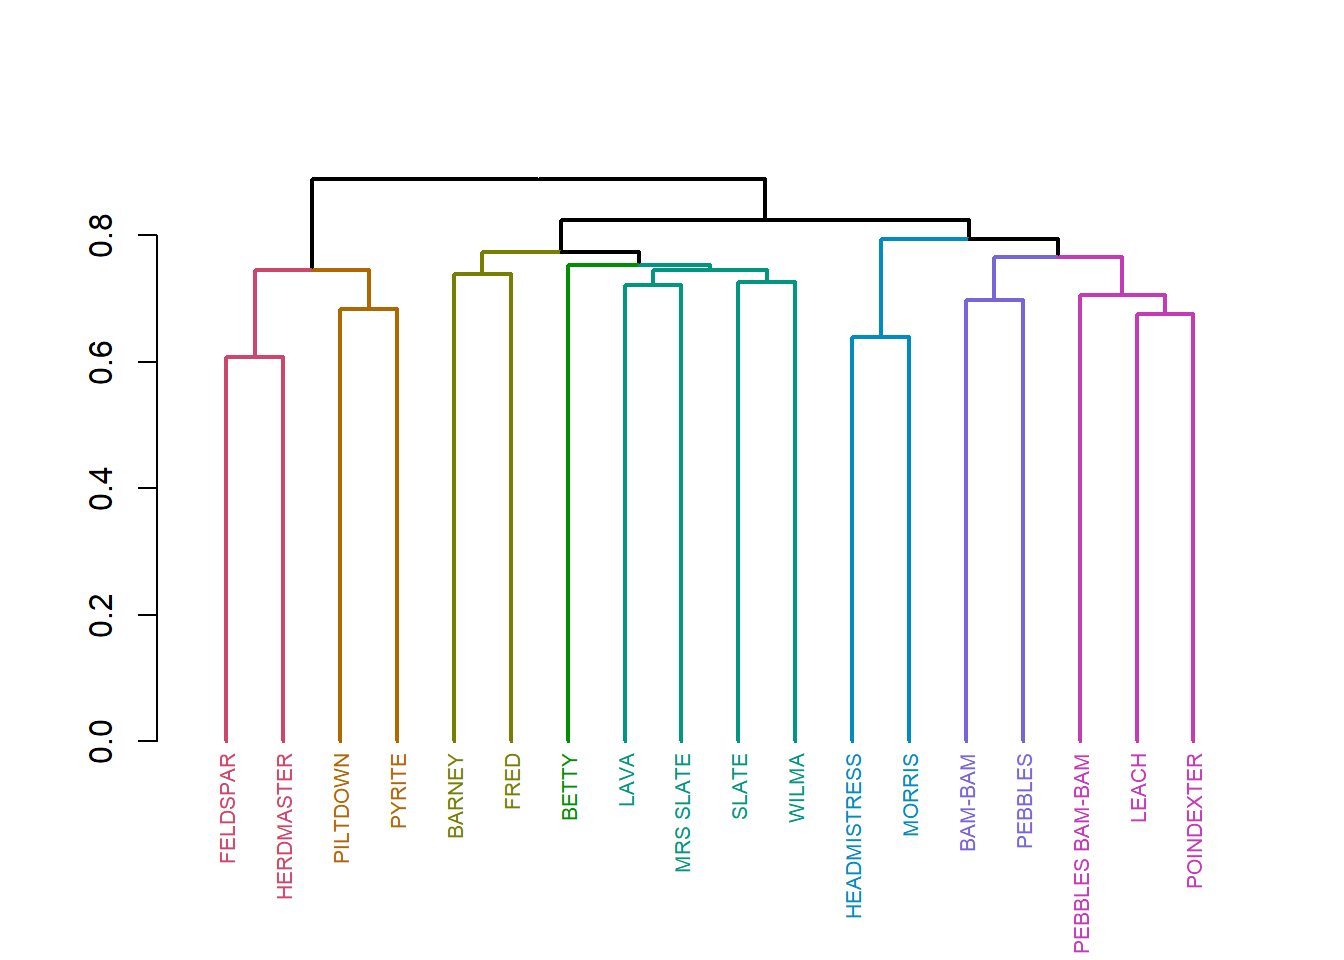 0.8
0.6
0.4
0.2
0.0
FELDSPAR
HERDMASTER
PILTDOWN
PYRITE
BARNEY
FRED
BETTY
LAVA
MRS SLATE
SLATE
WILMA
HEADMISTRESS
MORRIS
BAM-BAM
PEBBLES
PEBBLES BAM-BAM
LEACH
POINDEXTER